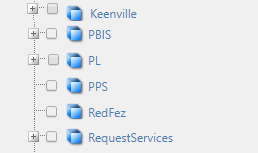 Keenville
PBIS
PL
PPS
RedFez
RequestServices